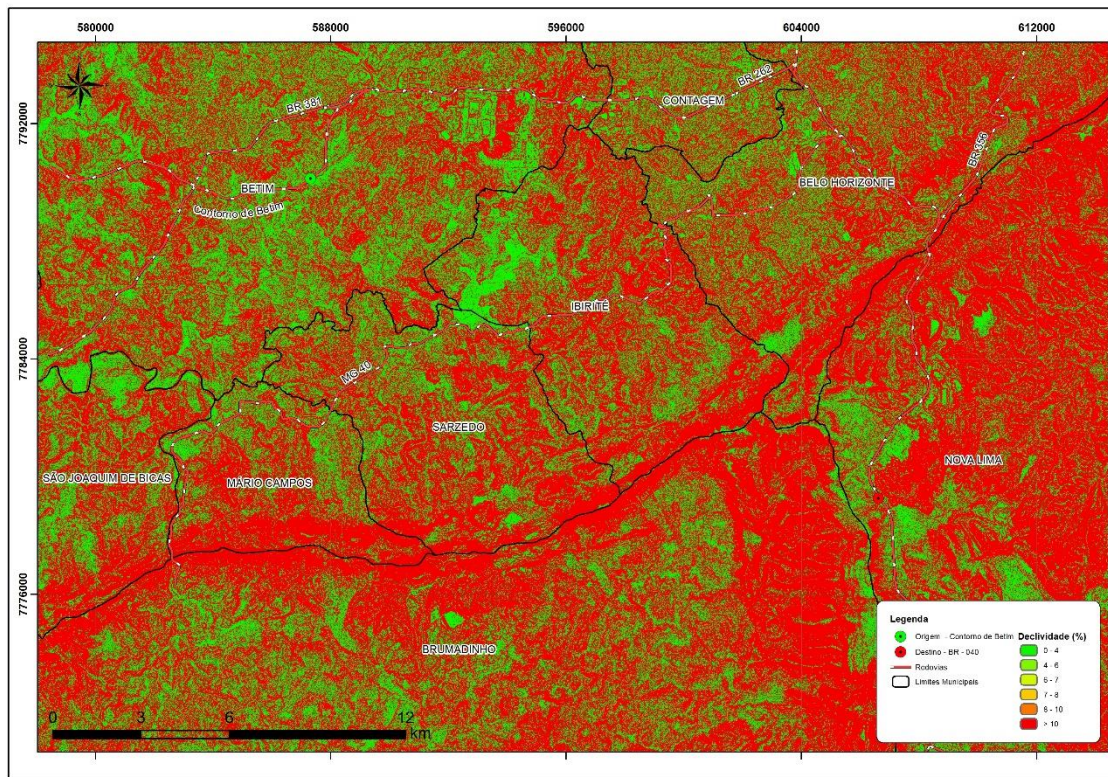 580000 588000 596000 604000 612000
7792000
7784000
7776000
BR 381
BR 262
CONTAGEM
BR 356
BETIM
Contorno de Betim
BELO HORIZONTE
IBIRITÉ
MG 40
SARZEDO
SÃO JOAQUIM DE BICAS
MÁRIO CAMPOS
NOVA LIMA
BRUMADINHO
0 3 6 12
km
Legenda
Origem - Contorno de Betim
Destino - BR - 040
Rodovias
Limites Municipais
Declividade (%)
0 - 4
4 - 6
6 - 7
7 - 8
8 - 10
> 10